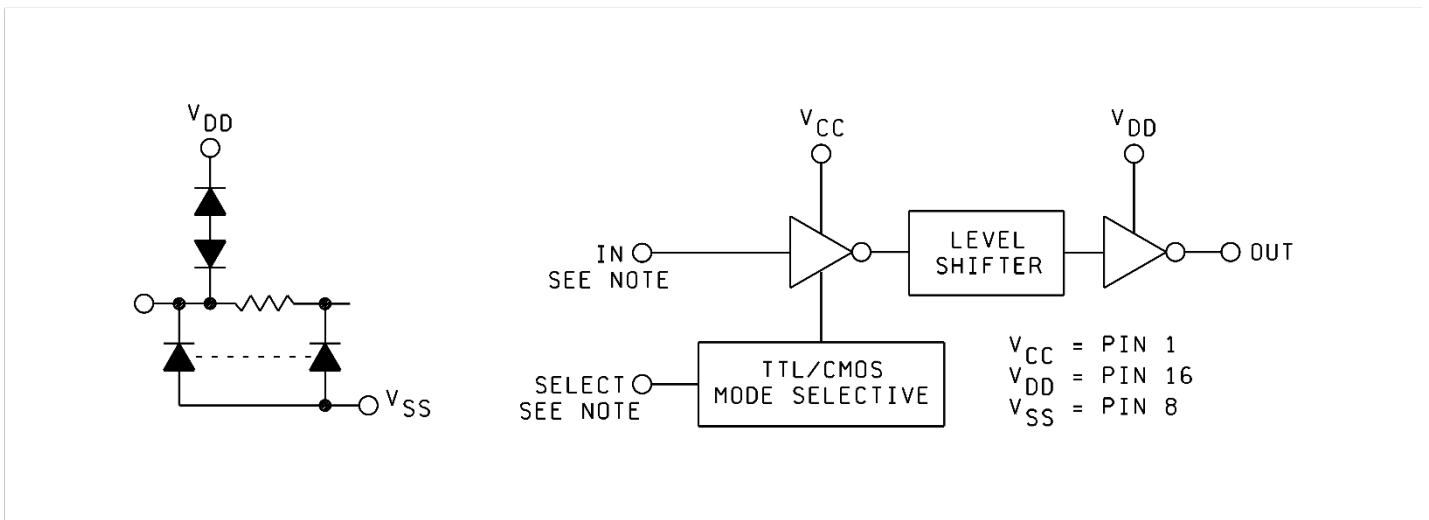 VDD
VSS
VCC
VDD
IN
SEE NOTE
LEVEL
SHIFTER
OUT
SELECT
SEE NOTE
TTL/CMOS
MODE SELECTIVE
VCC = PIN 1
VDD = PIN 16
VSS = PIN 8